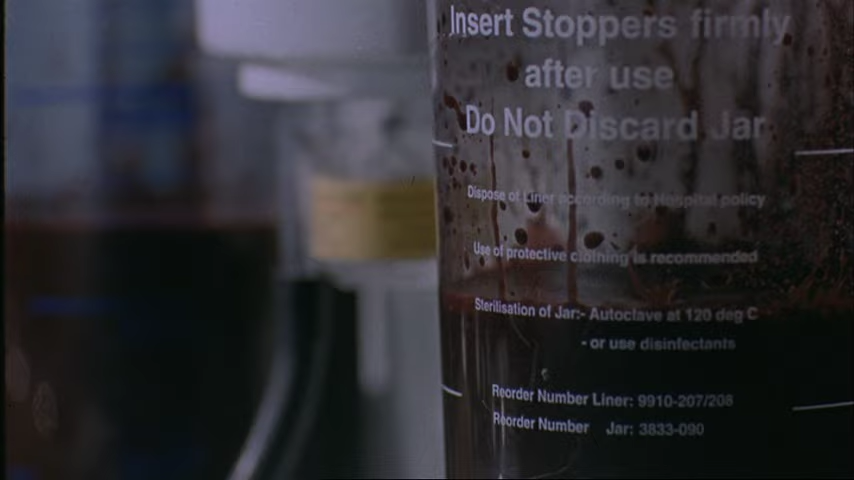 Insert Stoppers firmly
after use
Do Not Discard Jar
Dispose of Liner according to Hospital policy
Use of protective clothing is recommended
Sterilisation of Jar:- Autoclave at 120 deg C
- or use disinfectants
Reorder Number Liner: 9910-207/208
Reorder Number Jar: 3833-090